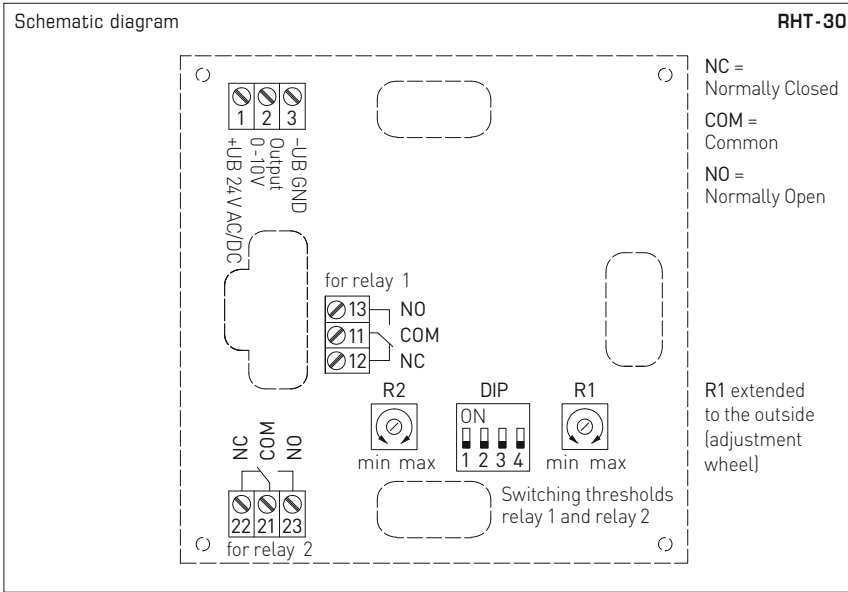 Schematic diagram
RHT-30
1 2 3
+UB 24V AC/DC
Output
0-10V
-UB GND
NC =
Normally Closed
COM =
Common
NO =
Normally Open
for relay 1
13 NO
11 COM
12 NC
R2
min max
DIP
ON
1 2 3 4
R1
min max
R1 extended
to the outside
(adjustment
wheel)
Switching thresholds
relay 1 and relay 2
NC COM NO
22 21 23
for relay 2